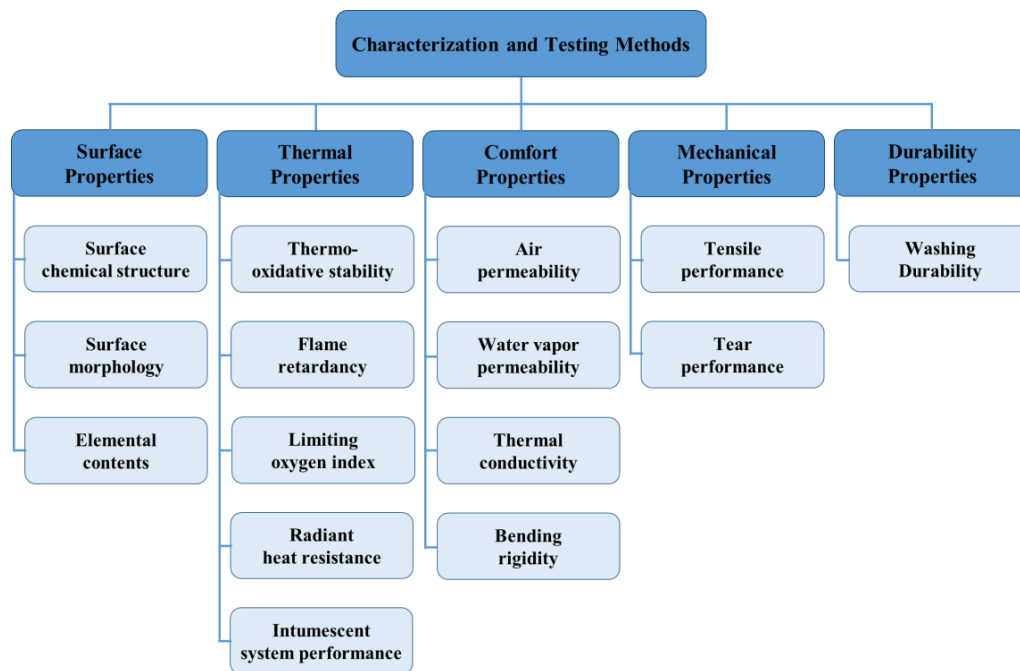 Characterization and Testing Methods
Surface
Properties
Surface
chemical structure
Surface
morphology
Elemental
contents
Thermal
Properties
Thermo-
oxidative stability
Flame
retardancy
Limiting
oxygen index
Radiant
heat resistance
Intumescent
system performance
Comfort
Properties
Air
permeability
Water vapor
permeability
Thermal
conductivity
Bending
rigidity
Mechanical
Properties
Tensile
performance
Tear
performance
Durability
Properties
Washing
Durability